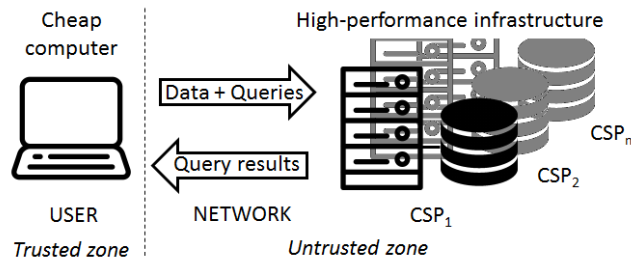 Cheap computer
High-performance infrastructure
Data + Queries
Query results
CSPn
CSP2
CSP1
USER
NETWORK
Trusted zone
Untrusted zone